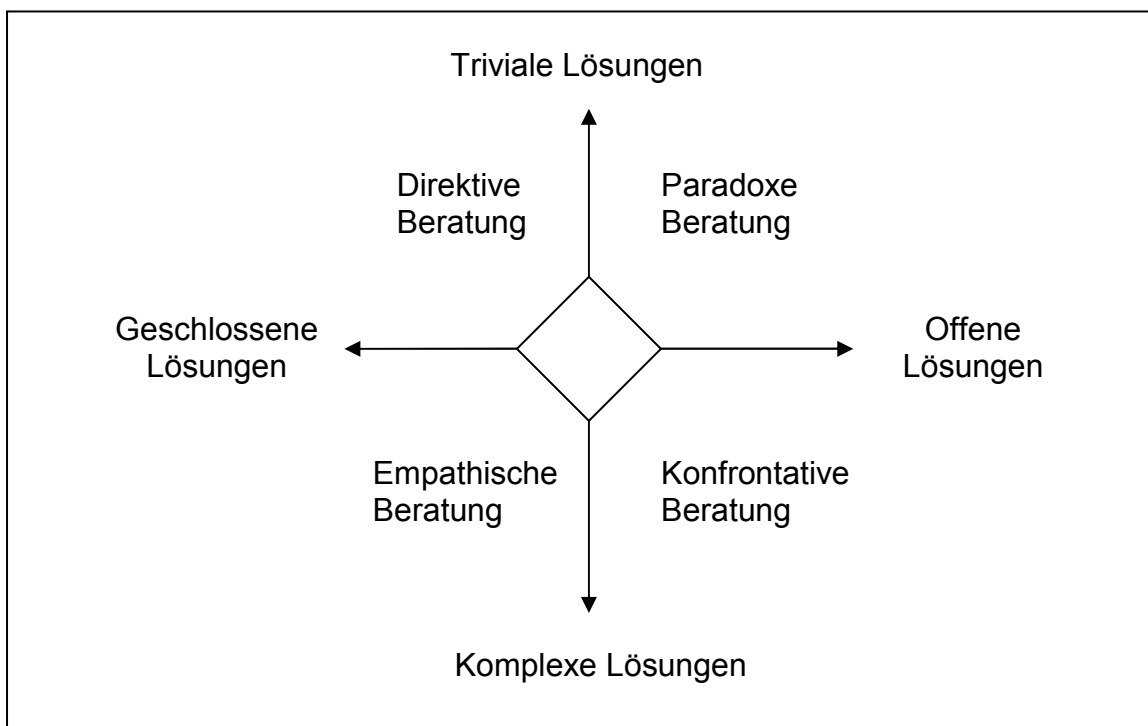 Triviale Lösungen
Direktive
Beratung
Paradoxe
Beratung
Geschlossene
Lösungen
Offene
Lösungen
Empathische
Beratung
Konfrontative
Beratung
Komplexe Lösungen